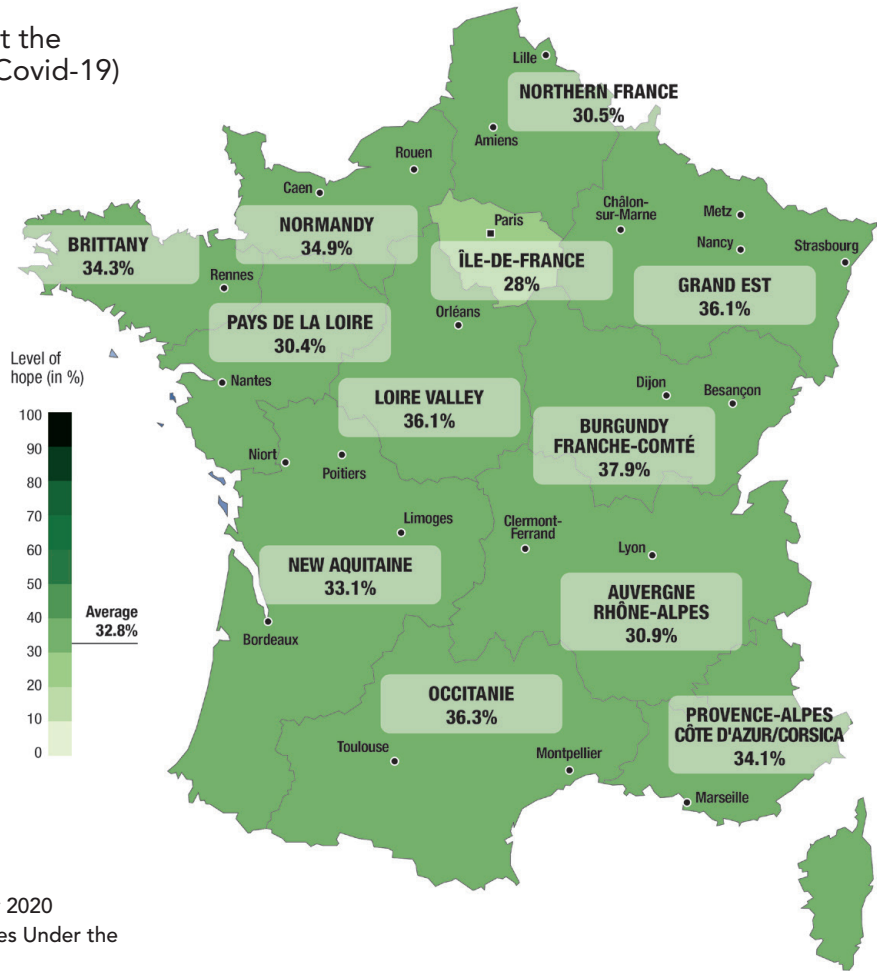 t the
Covid-19)
Lille
NORTHERN FRANCE
30.5%
Amiens
Rouen
Caen
NORMANDY
34.9%
Paris
ÎLE-DE-FRANCE
28%
Châlon-
sur-Marne
Metz
Nancy
Strasbourg
GRAND EST
36.1%
BRITTANY
34.3%
Rennes
PAYS DE LA LOIRE
30.4%
Orléans
Nantes
LOIRE VALLEY
36.1%
Dijon
Besançon
BURGUNDY
FRANCHE-COMTÉ
37.9%
Niort
Poitiers
Limoges
Clermont-
Ferrand
Lyon
NEW AQUITAINE
33.1%
Bordeaux
AUVERGNE
RHÔNE-ALPES
30.9%
OCCITANIE
36.3%
Toulouse
Montpellier
PROVENCE-ALPES
CÔTE D'AZUR/CORSICA
34.1%
Marseille
Level of
hope (in %)
100
90
80
70
60
50
40
30
20
10
0
Average
32.8%
2020
es Under the